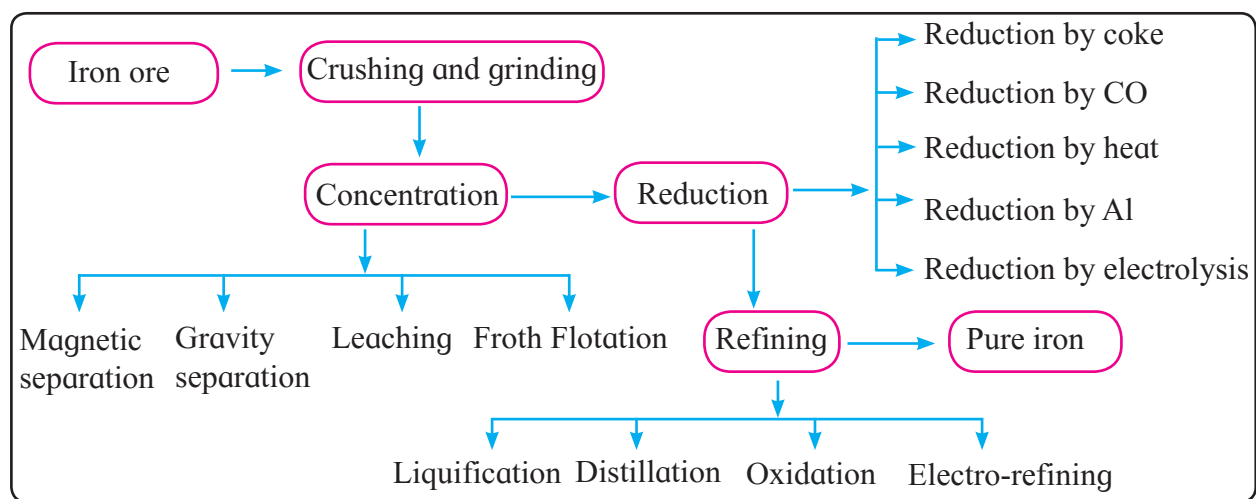 Iron ore
Crushing and grinding
Concentration
Reduction
Reduction by coke
Reduction by CO
Reduction by heat
Reduction by Al
Reduction by electrolysis
Magnetic
separation
Gravity
separation
Leaching
Froth Flotation
Refining
Pure iron
Liquification
Distillation
Oxidation
Electro-refining